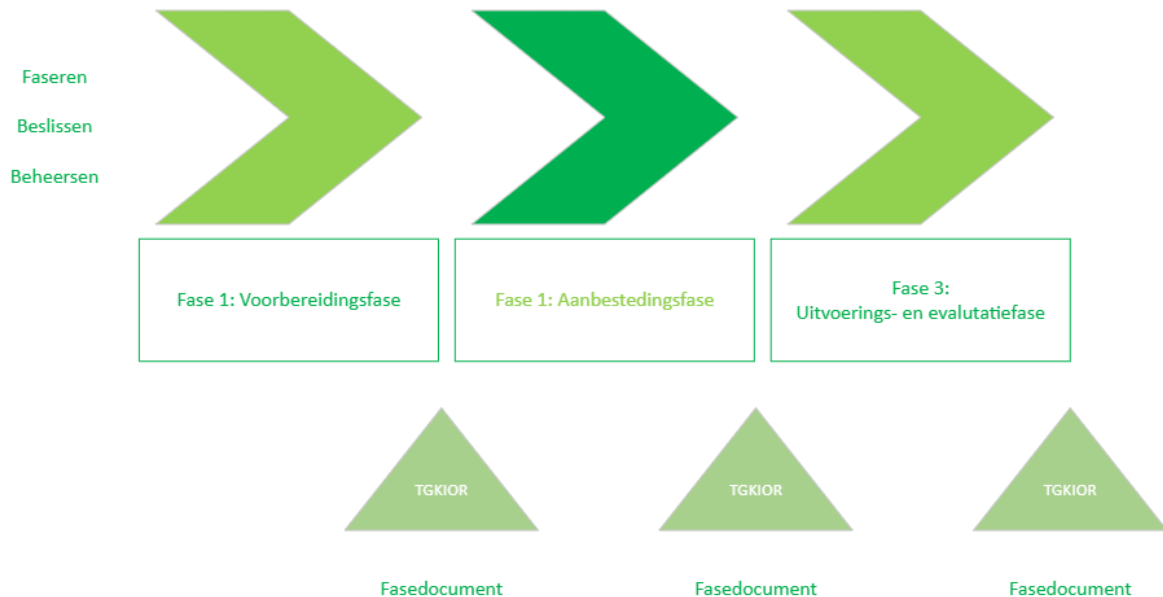 Faseren
Beslissen
Beheersen
Fase 1: Voorbereidingsfase
Fase 1: Aanbestedingsfase
Fase 3:
Uitvoerings- en evalutatiefase
TGKIOR
TGKIOR
TGKIOR
Fasedocument
Fasedocument
Fasedocument